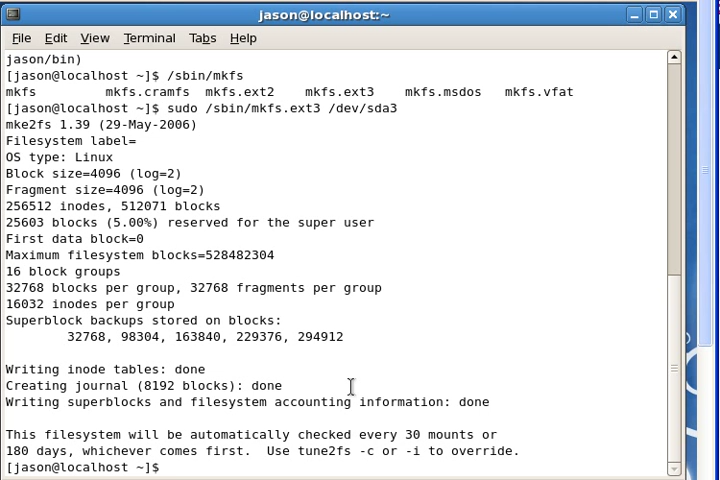 jason@localhost:~
File Edit View Terminal Tabs Help
jason/bin)
[jason@localhost ~]$ /sbin/mkfs
mkfs         mkfs.cramfs  mkfs.ext2    mkfs.ext3    mkfs.msdos   mkfs.vfat
[jason@localhost ~]$ sudo /sbin/mkfs.ext3 /dev/sda3
mke2fs 1.39 (29-May-2006)
Filesystem label=
OS type: Linux
Block size=4096 (log=2)
Fragment size=4096 (log=2)
256512 inodes, 512071 blocks
25603 blocks (5.00%) reserved for the super user
First data block=0
Maximum filesystem blocks=528482304
16 block groups
32768 blocks per group, 32768 fragments per group
16032 inodes per group
Superblock backups stored on blocks:
        32768, 98304, 163840, 229376, 294912
Writing inode tables: done
Creating journal (8192 blocks): done
Writing superblocks and filesystem accounting information: done
This filesystem will be automatically checked every 30 mounts or
180 days, whichever comes first.  Use tune2fs -c or -i to override.
[jason@localhost ~]$